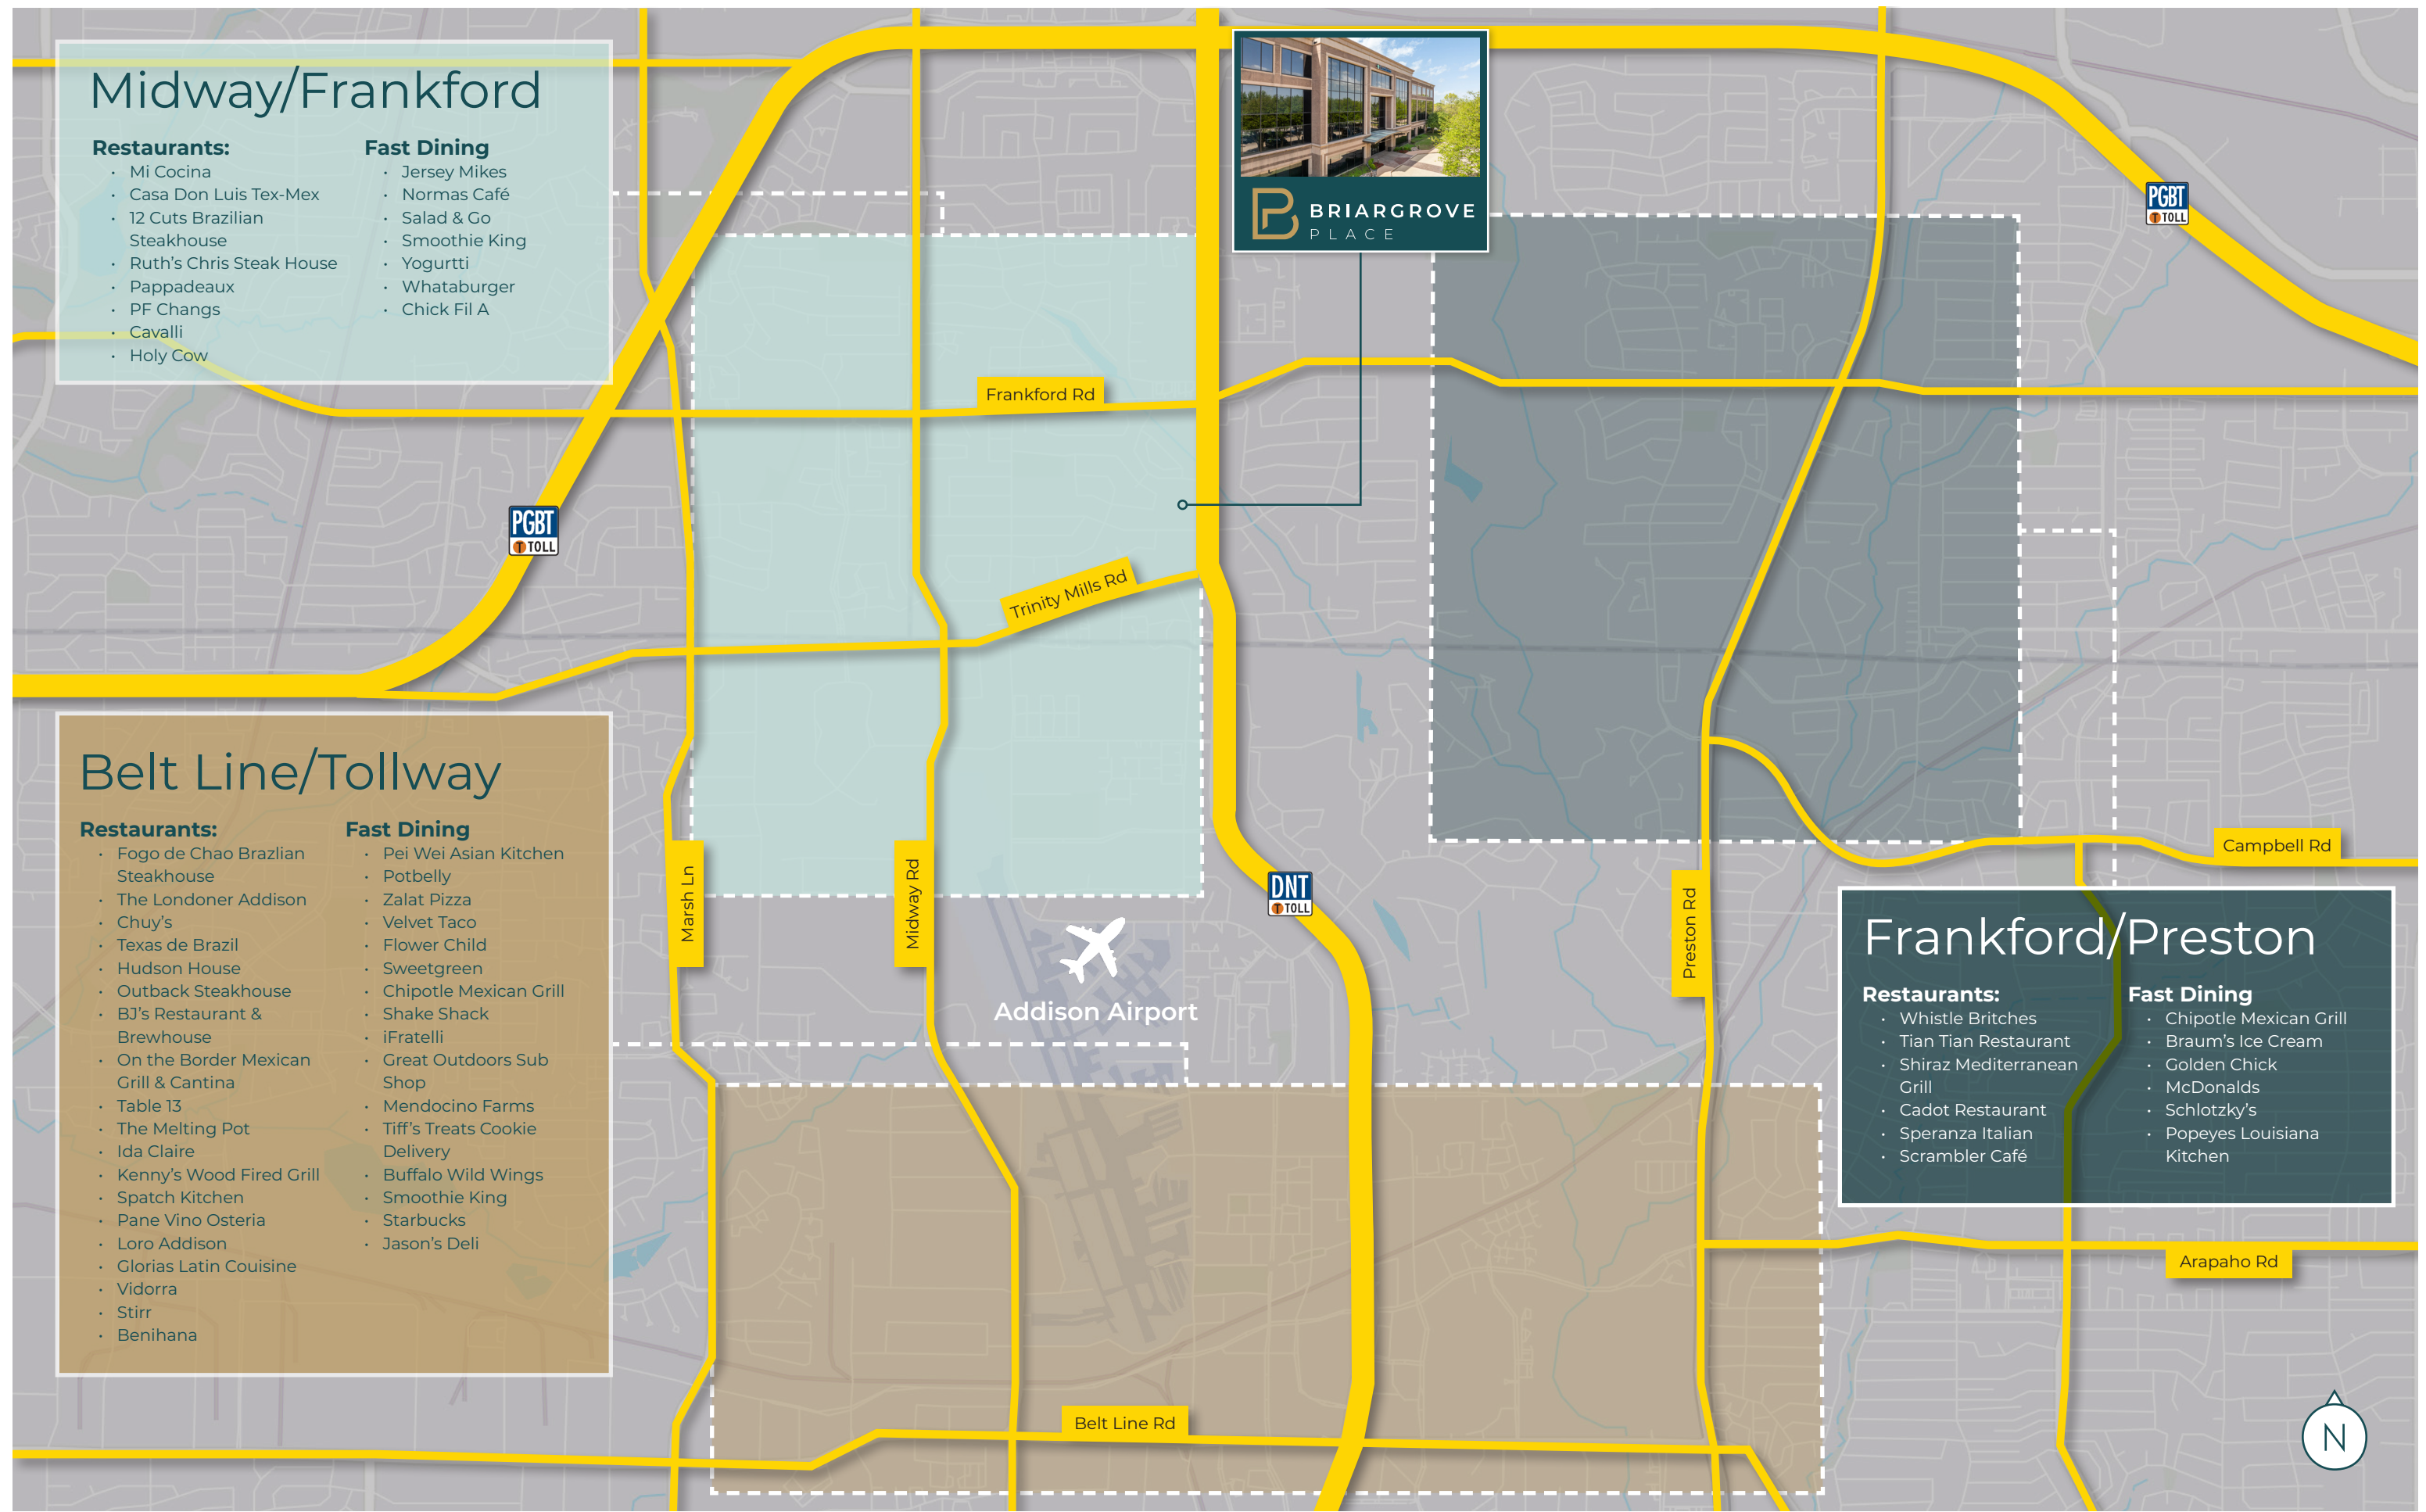 Midway/Frankford
Restaurants:
• Mi Cocina
• Casa Don Luis Tex-Mex
• 12 Cuts Brazilian
Steakhouse
• Ruth's Chris Steak House
• Pappadeaux
• PF Changs
• Cavalli
• Holy Cow
Fast Dining
• Jersey Mikes
• Normas Café
• Salad & Go
• Smoothie King
• Yogurtti
• Whataburger
• Chick Fil A
BRIARGROVE
PLACE
PGBT
TOLL
Frankford Rd
PGBT
TOLL
Trinity Mills Rd
Belt Line/Tollway
Restaurants:
• Fogo de Chao Brazlian
Steakhouse
• The Londoner Addison
• Chuy's
• Texas de Brazil
• Hudson House
• Outback Steakhouse
• BJ's Restaurant &
Brewhouse
• On the Border Mexican
Grill & Cantina
• Table 13
• The Melting Pot
• Ida Claire
• Kenny's Wood Fired Grill
• Spatch Kitchen
• Pane Vino Osteria
• Loro Addison
• Glorias Latin Couisine
• Vidorra
• Stirr
• Benihana
Fast Dining
• Pei Wei Asian Kitchen
• Potbelly
• Zalat Pizza
• Velvet Taco
• Flower Child
• Sweetgreen
• Chipotle Mexican Grill
• Shake Shack
• iFratelli
• Great Outdoors Sub
Shop
• Mendocino Farms
• Tiff's Treats Cookie
Delivery
• Buffalo Wild Wings
• Smoothie King
• Starbucks
• Jason's Deli
Marsh Ln
Midway Rd
DNT
TOLL
Preston Rd
Campbell Rd
Addison Airport
Frankford/Preston
Restaurants:
• Whistle Britches
• Tian Tian Restaurant
• Shiraz Mediterranean
Grill
• Cadot Restaurant
• Speranza Italian
• Scrambler Café
Fast Dining
• Chipotle Mexican Grill
• Braum's Ice Cream
• Golden Chick
• McDonalds
• Schlotzky's
• Popeyes Louisiana
Kitchen
Arapaho Rd
Belt Line Rd
N